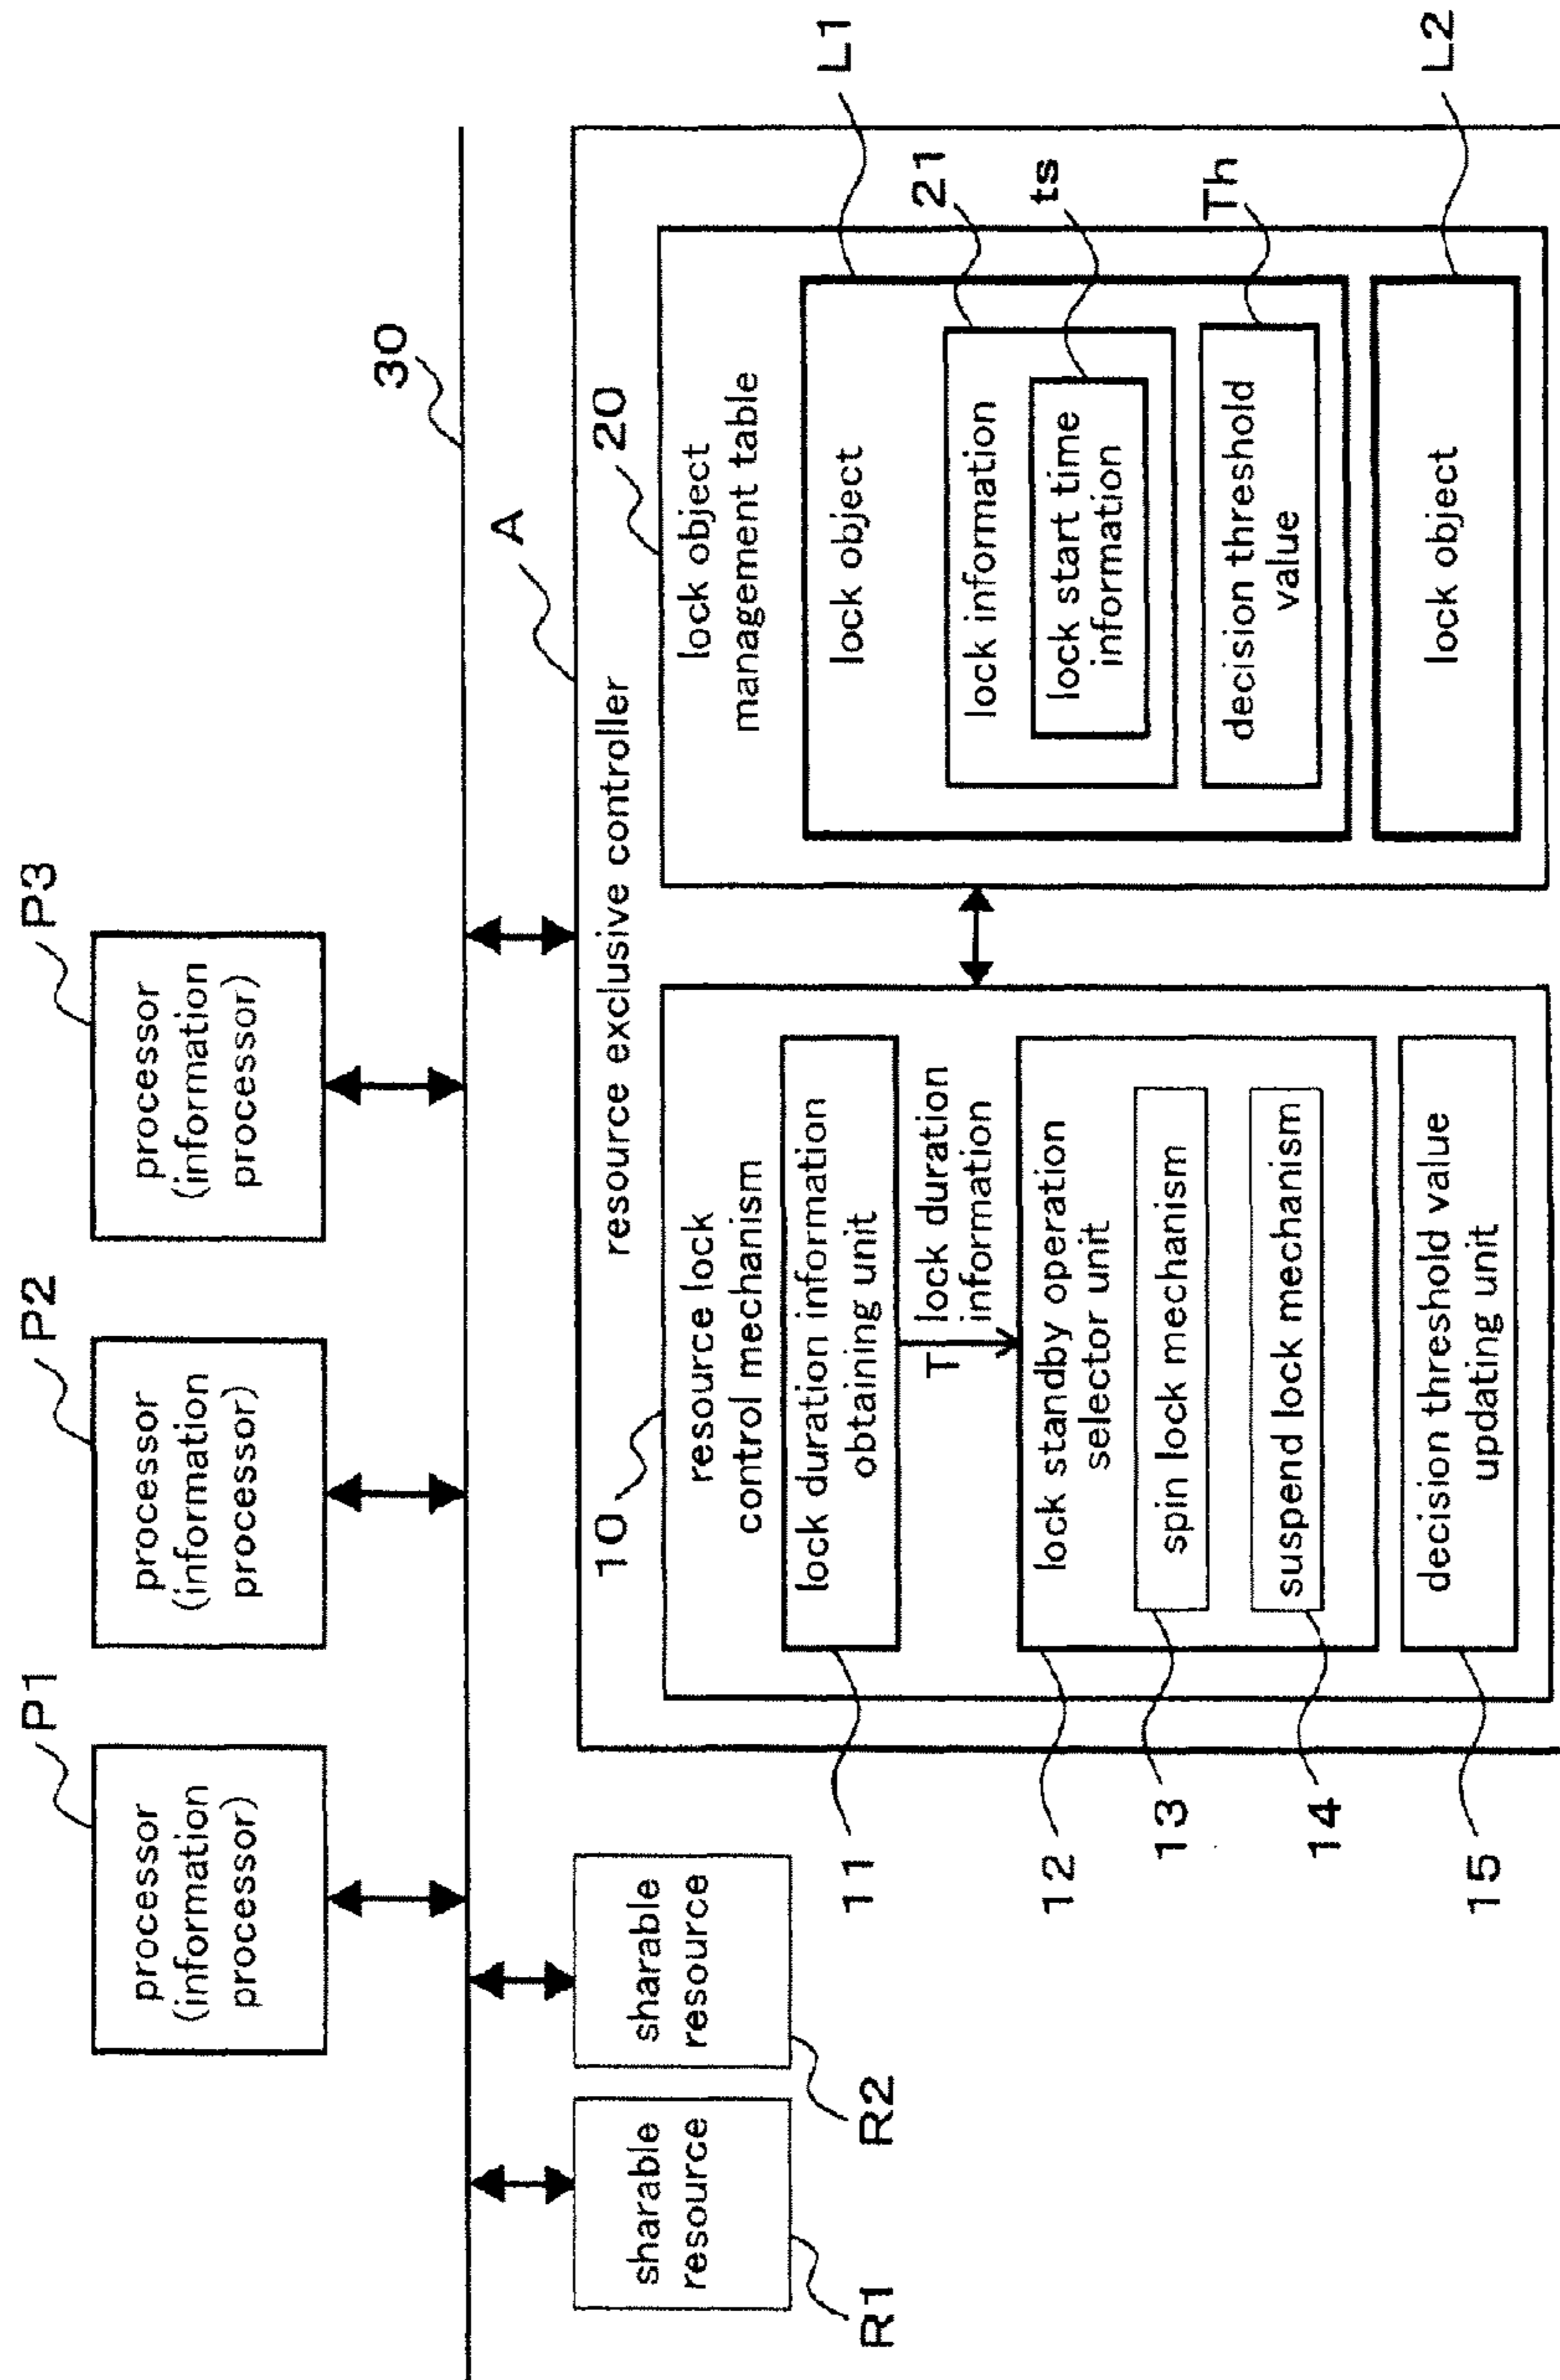 P1
processor
(information
processor)
P2
processor
(information
processor)
P3
processor
(information
processor)
30
sharable
resource
R1
sharable
resource
R2
A
resource exclusive controller
10
resource lock
control mechanism
lock duration information
obtaining unit
11
T
lock duration
information
lock standby operation
selector unit
12
spin lock mechanism
13
suspend lock mechanism
14
decision threshold value
updating unit
15
20
lock object
management table
lock object
L1
lock information
21
lock start time
information
ts
decision threshold
value
Th
lock object
L2